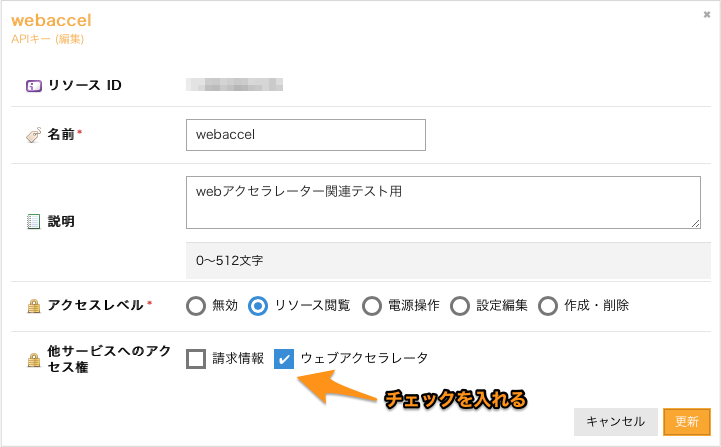 webaccel
APIキー (編集)
リソース ID
名前*
webaccel
説明
webアクセラレーター関連テスト用
0〜512文字
アクセスレベル*
無効 リソース閲覧 電源操作 設定編集 作成・削除
他サービスへのアク
セス権
請求情報 ウェブアクセラレータ
チェックを入れる
キャンセル 更新